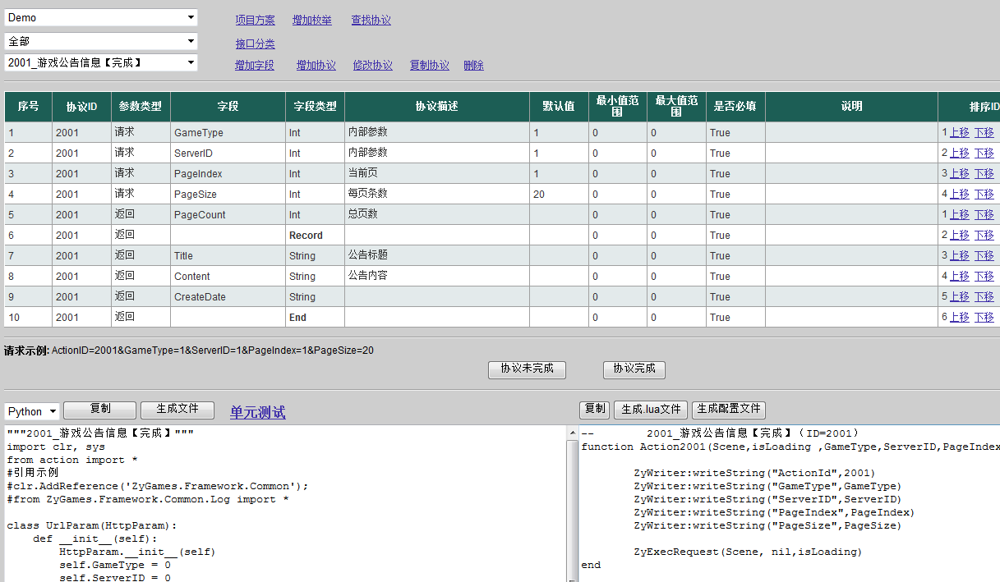 Demo
项目方案 增加枚举 查找协议
全部
接口分类
2001_游戏公告信息【完成】
增加字段 增加协议 修改协议 复制协议 删除
序号 协议ID 参数类型 字段 字段类型 协议描述 默认值 最小值范围 最大值范围 是否必填 说明 排序ID
1 2001 请求 GameType Int 内部参数 1 0 0 True 1 上移 下移
2 2001 请求 ServerID Int 内部参数 1 0 0 True 2 上移 下移
3 2001 请求 PageIndex Int 当前页 1 0 0 True 3 上移 下移
4 2001 请求 PageSize Int 每页条数 20 0 0 True 4 上移 下移
5 2001 返回 PageCount Int 总页数 0 0 True 1 上移 下移
6 2001 返回 Record 0 0 True 2 上移 下移
7 2001 返回 Title String 公告标题 0 0 True 3 上移 下移
8 2001 返回 Content String 公告内容 0 0 True 4 上移 下移
9 2001 返回 CreateDate String 0 0 True 5 上移 下移
10 2001 返回 End 0 0 True 6 上移 下移
请求示例: ActionID=2001&GameType=1&ServerID=1&PageIndex=1&PageSize=20
协议未完成 协议完成
Python 复制 生成文件 单元测试
"""2001_游戏公告信息【完成】"""
import clr, sys
from action import *
#引用示例
#clr.AddReference('ZyGames.Framework.Common');
#from ZyGames.Framework.Common.Log import *
class UrlParam(HttpParam):
def __init__(self):
HttpParam.__init__(self)
self.GameType = 0
self.ServerID = 0
复制 生成.lua文件 生成配置文件
-- 2001_游戏公告信息【完成】（ID=2001）
function Action2001(Scene,isLoading ,GameType,ServerID,PageIndex
ZyWriter:writeString("ActionId",2001)
ZyWriter:writeString("GameType",GameType)
ZyWriter:writeString("ServerID",ServerID)
ZyWriter:writeString("PageIndex",PageIndex)
ZyWriter:writeString("PageSize",PageSize)
ZyExecRequest(Scene, nil,isLoading)
end